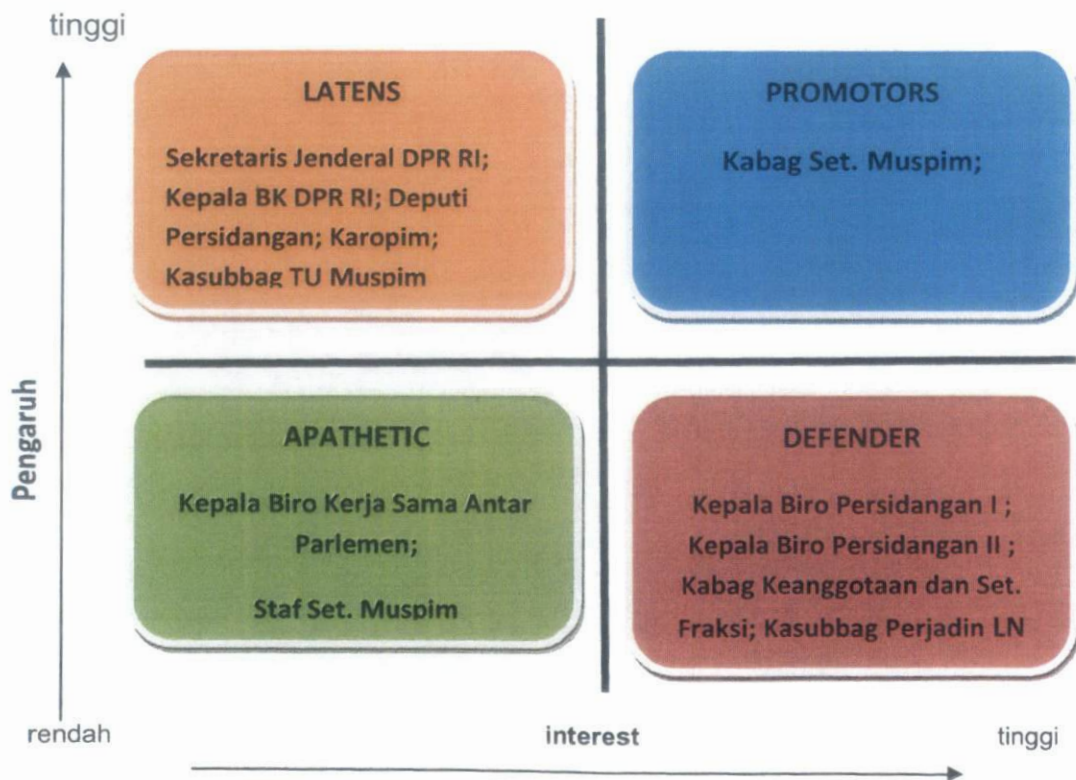 tinggi
LATENS
Sekretaris Jenderal DPR RI;
Kepala BK DPR RI; Deputi
Persidangan; Karopim;
Kasubbag TU Muspim
PROMOTORS
Kabag Set. Muspim;
Pengaruh
APATHETIC
Kepala Biro Kerja Sama Antar
Parlemen;
Staf Set. Muspim
DEFENDER
Kepala Biro Persidangan I ;
Kepala Biro Persidangan II ;
Kabag Keanggotaan dan Set.
Fraksi; Kasubbag Perjadin LN
rendah
interest
tinggi